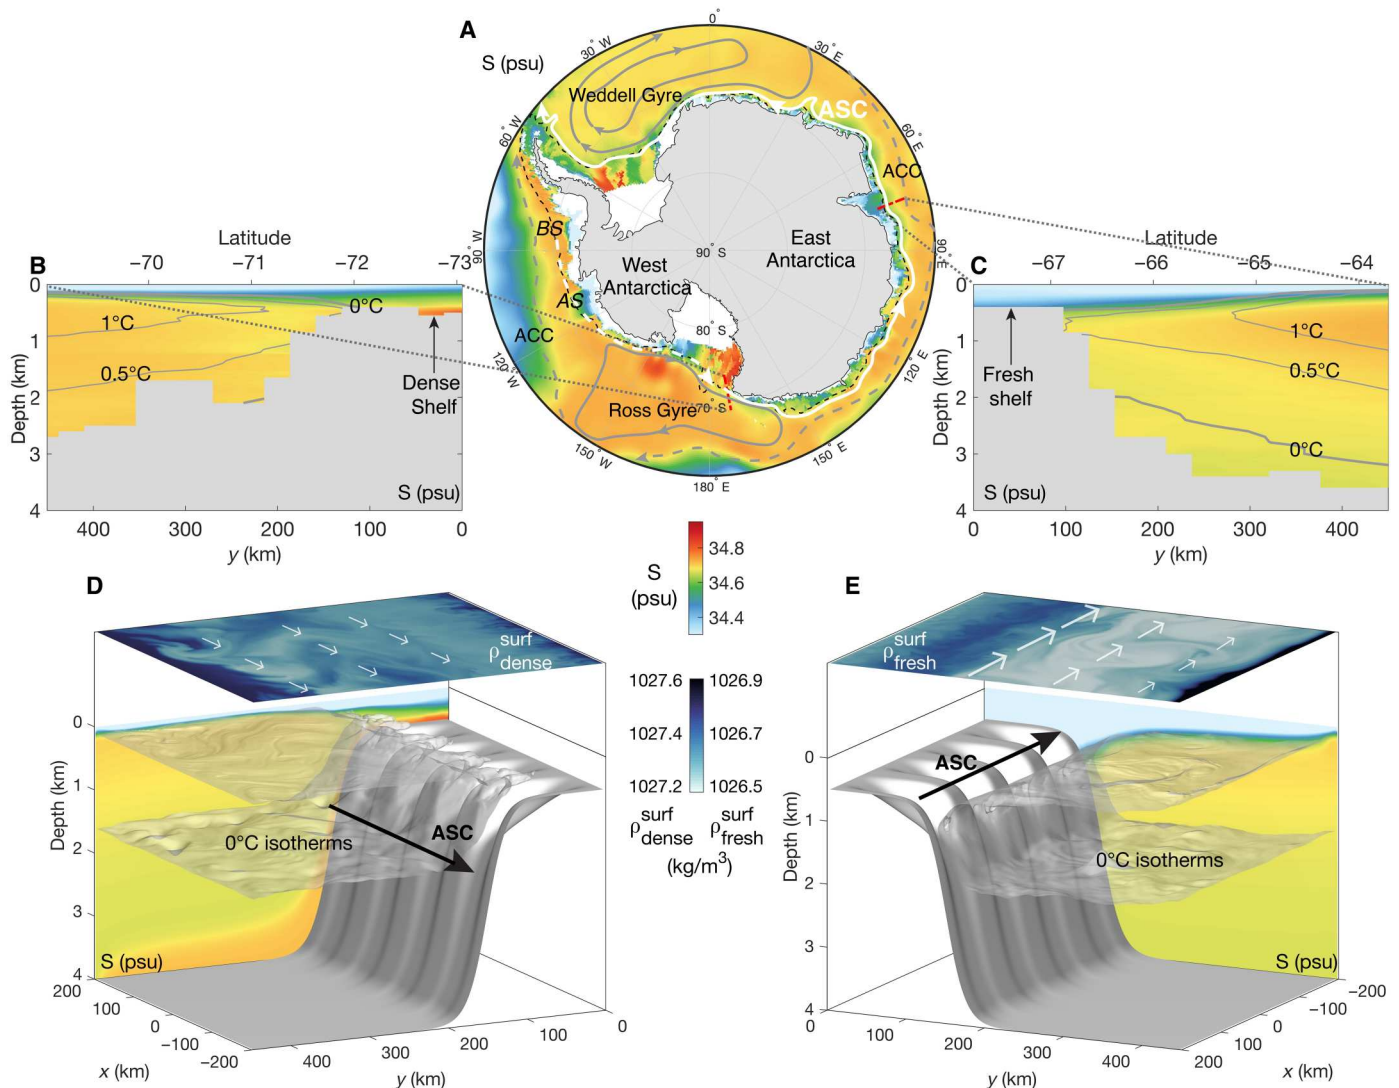 A
S (psu)
0°
30° W
30° E
60° W
60° E
90° W
90° E
120° W
120° E
150° W
150° E
180° E
Weddell Gyre
ASC
ACC
BS
AS
ACC
West
Antarctica
East
Antarctica
90° S
80° S
70° S
Ross Gyre
B
Latitude
−70 −71 −72 −73
0
1
2
3
4
Depth (km)
0°C
1°C
0.5°C
Dense
Shelf
S (psu)
400 300 200 100 0
y (km)
C
Latitude
−67 −66 −65 −64
0
1
2
3
4
Depth (km)
1°C
0.5°C
0°C
Fresh
shelf
S (psu)
0 100 200 300 400
y (km)
S
(psu)
34.8
34.6
34.4
1027.6 1026.9
1027.4 1026.7
1027.2 1026.5
ρ surf dense ρ surf fresh
(kg/m³)
D
ρ surf dense
0
1
2
3
4
Depth (km)
ASC
0°C isotherms
S (psu)
200
100
0
−100
−200
x (km)
400 300 200 100 0
y (km)
E
ρ surf fresh
0
1
2
3
4
Depth (km)
ASC
0°C isotherms
S (psu)
0 100 200 300 400
y (km)
−200
−100
0
100
200
x (km)